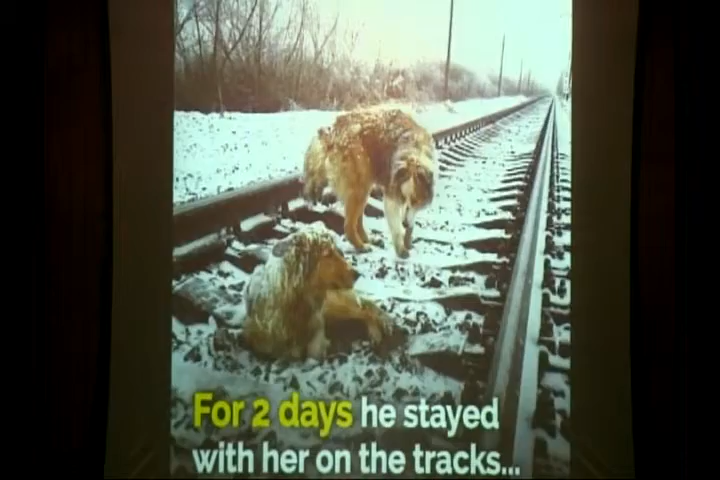 For 2 days he stayed
with her on the tracks...